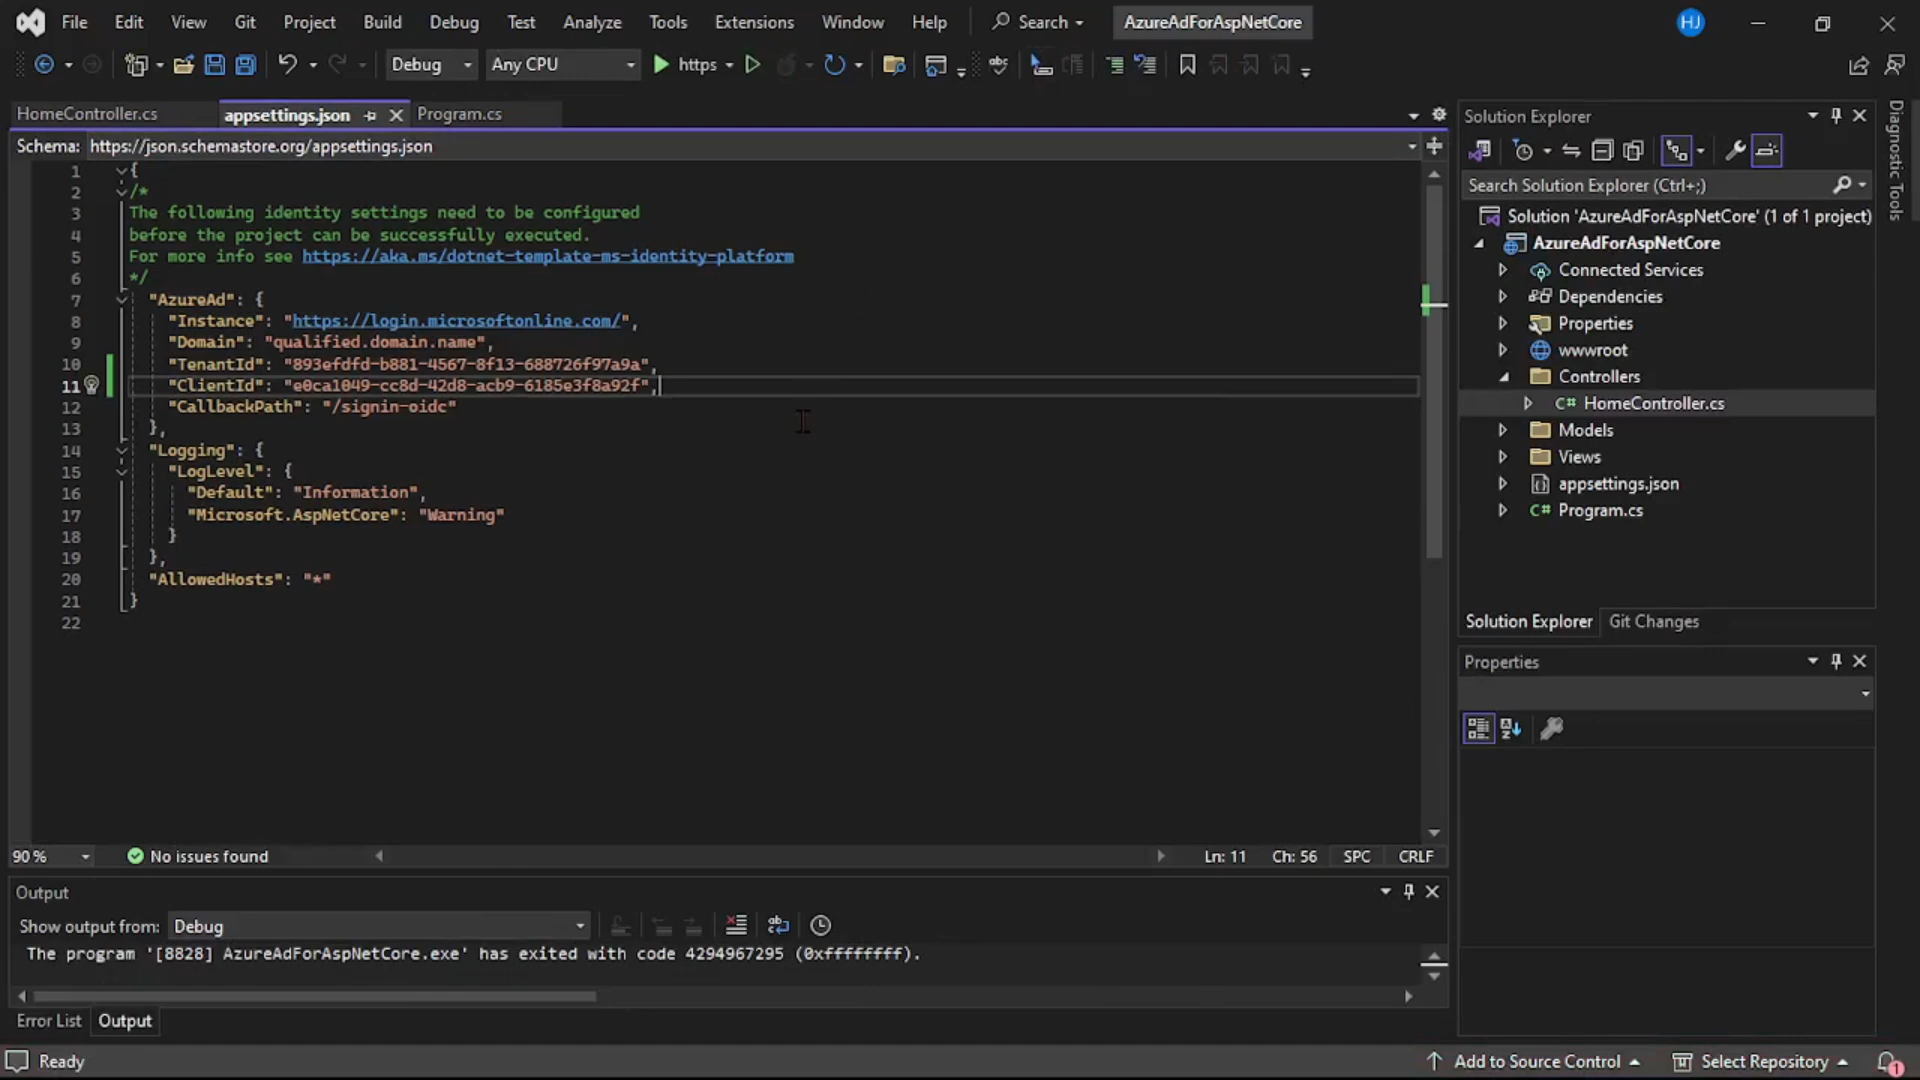 File Edit View Git Project Build Debug Test Analyze Tools Extensions Window Help Search AzureAdForAspNetCore HJ
Debug Any CPU https
HomeController.cs appsettings.json Program.cs
Schema: https://json.schemastore.org/appsettings.json
1 {
2 /*
3 The following identity settings need to be configured
4 before the project can be successfully executed.
5 For more info see https://aka.ms/dotnet-template-ms-identity-platform
6 */
7 "AzureAd": {
8 "Instance": "https://login.microsoftonline.com/",
9 "Domain": "qualified.domain.name",
10 "TenantId": "893efdfd-b881-4567-8f13-688726f97a9a",
11 "ClientId": "e0ca1049-cc8d-42d8-acb9-6185e3f8a92f",
12 "CallbackPath": "/signin-oidc"
13 },
14 "Logging": {
15 "LogLevel": {
16 "Default": "Information",
17 "Microsoft.AspNetCore": "Warning"
18 }
19 },
20 "AllowedHosts": "*"
21 }
22
90 % No issues found Ln: 11 Ch: 56 SPC CRLF
Output
Show output from: Debug
The program '[8828] AzureAdForAspNetCore.exe' has exited with code 4294967295 (0xffffffff).
Error List Output
Solution Explorer
Search Solution Explorer (Ctrl+;)
Solution 'AzureAdForAspNetCore' (1 of 1 project)
AzureAdForAspNetCore
Connected Services
Dependencies
Properties
wwwroot
Controllers
C# HomeController.cs
Models
Views
appsettings.json
C# Program.cs
Solution Explorer Git Changes
Properties
Diagnostic Tools
Ready Add to Source Control Select Repository 1